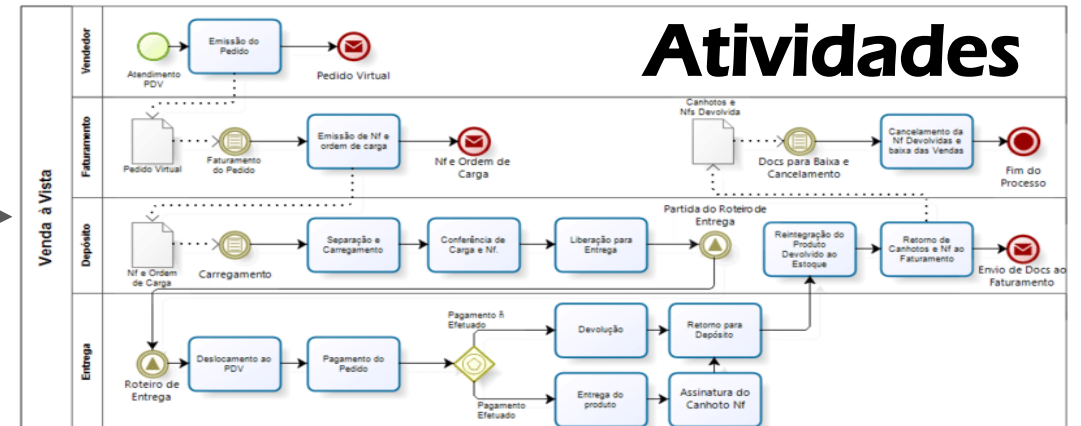 Atividades
Venda à Vista
Vendedor
Atendimento
PDV
Emissão do
Pedido
Pedido Virtual
Faturamento
Pedido Virtual
Faturamento
do Pedido
Emissão de Nf e
ordem de carga
Nf e Ordem de
Carga
Canhotos e
Nfs Devolvida
Docs para Baixa e
Cancelamento
Cancelamento da
Nf Devolvidas e
baixa das Vendas
Fim do
Processo
Depósito
Nf e Ordem
de Carga
Carregamento
Separação e
Carregamento
Conferência de
Carga e Nf.
Liberação para
Entrega
Partida do Roteiro de
Entrega
Reintegração do
Produto
Devolvido ao
Estoque
Retorno de
Canhotos e Nf ao
Faturamento
Envio de Docs ao
Faturamento
Entrega
Roteiro de
Entrega
Deslocamento ao
PDV
Pagamento do
Pedido
Pagamento ñ
Efetuado
Pagamento
Efetuado
Devolução
Retorno para
Depósito
Entrega do
produto
Assinatura do
Canhoto Nf